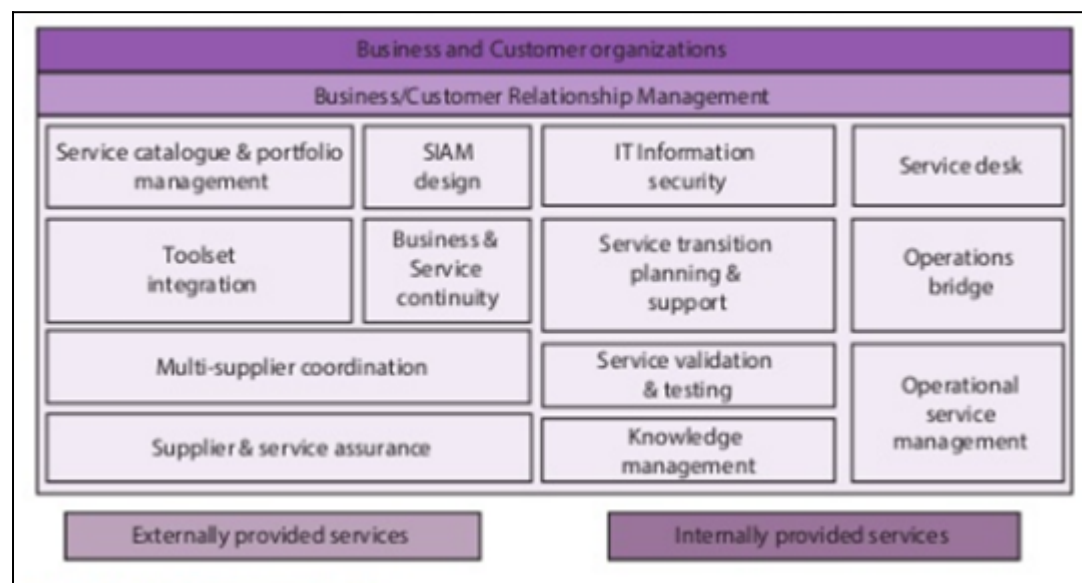 Business and Customer organizations
Business/Customer Relationship Management
Service catalogue & portfolio
management
SIAM
design
IT Information
security
Service desk
Toolset
integration
Business &
Service
continuity
Service transition
planning &
support
Operations
bridge
Multi-supplier coordination
Service validation
& testing
Operational
service
management
Supplier & service assurance
Knowledge
management
Externally provided services
Internally provided services